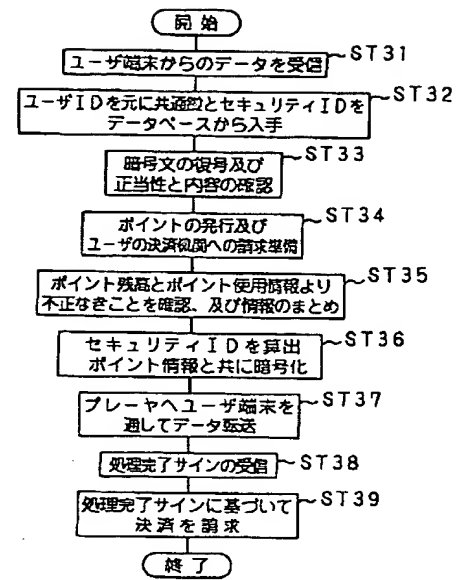 開始
ユーザ端末からのデータを受信
ST31
ユーザIDを元に共通鍵とセキュリティIDを
データベースから入手
ST32
暗号文の復号及び
正当性と内容の確認
ST33
ポイントの発行及び
ユーザの決済機関への請求準備
ST34
ポイント残高とポイント使用情報より
不正なきことを確認、及び情報のまとめ
ST35
セキュリティIDを算出
ポイント情報と共に暗号化
ST36
プレーヤへユーザ端末を
通してデータ転送
ST37
処理完了サインの受信
ST38
処理完了サインに基づいて
決済を請求
ST39
終了